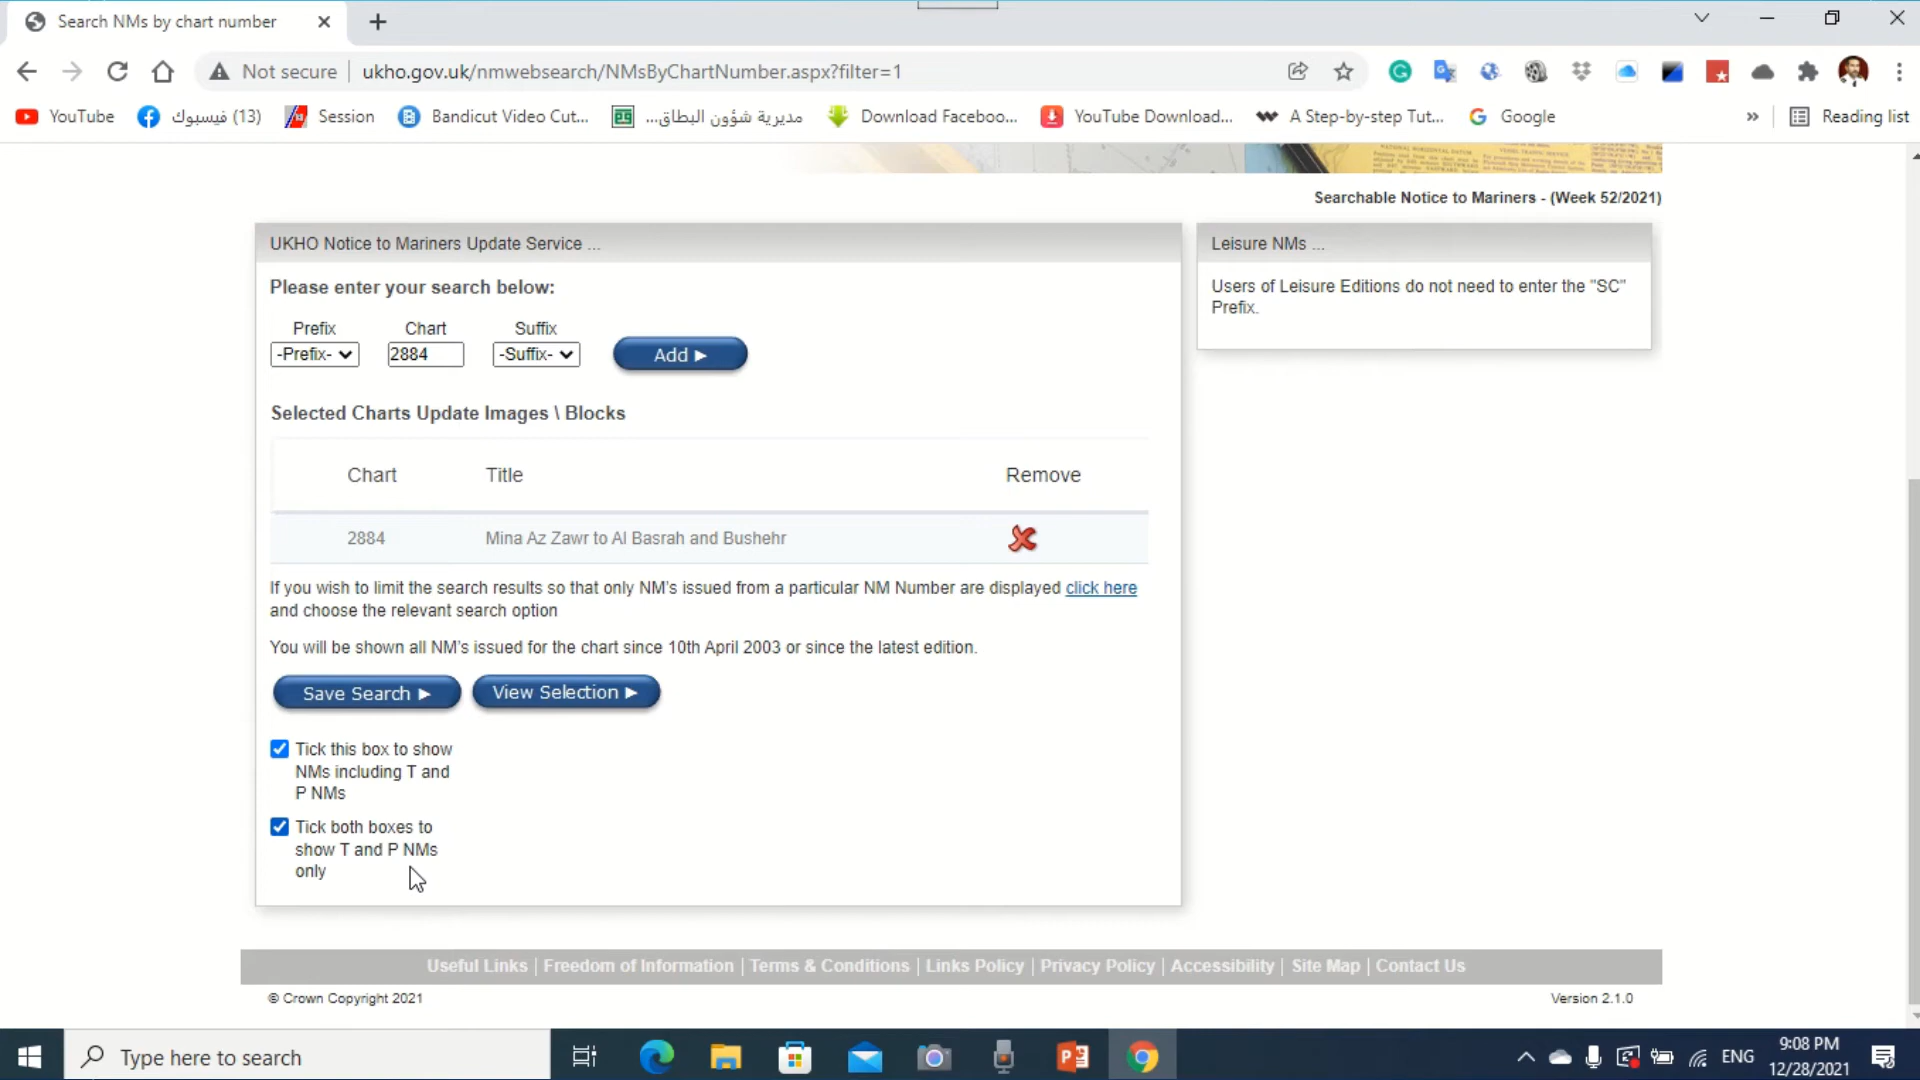 Search NMs by chart number
Not secure
ukho.gov.uk/nmwebsearch/NMsByChartNumber.aspx?filter=1
YouTube
(13) فيسبوك
Session
Bandicut Video Cut...
مديرية شؤون البطاق...
Download Faceboo...
YouTube Download...
A Step-by-step Tut...
Google
»
Reading list
Searchable Notice to Mariners - (Week 52/2021)
UKHO Notice to Mariners Update Service ...
Leisure NMs ...
Please enter your search below:
Users of Leisure Editions do not need to enter the "SC"
Prefix.
Prefix Chart Suffix
-Prefix- 2884 -Suffix- Add
Selected Charts Update Images \ Blocks
Chart Title Remove
2884 Mina Az Zawr to Al Basrah and Bushehr
If you wish to limit the search results so that only NM's issued from a particular NM Number are displayed click here
and choose the relevant search option
You will be shown all NM's issued for the chart since 10th April 2003 or since the latest edition.
Save Search View Selection
Tick this box to show
NMs including T and
P NMs
Tick both boxes to
show T and P NMs
only
Useful Links | Freedom of Information | Terms & Conditions | Links Policy | Privacy Policy | Accessibility | Site Map | Contact Us
© Crown Copyright 2021
Version 2.1.0
Type here to search
ENG
9:08 PM
12/28/2021